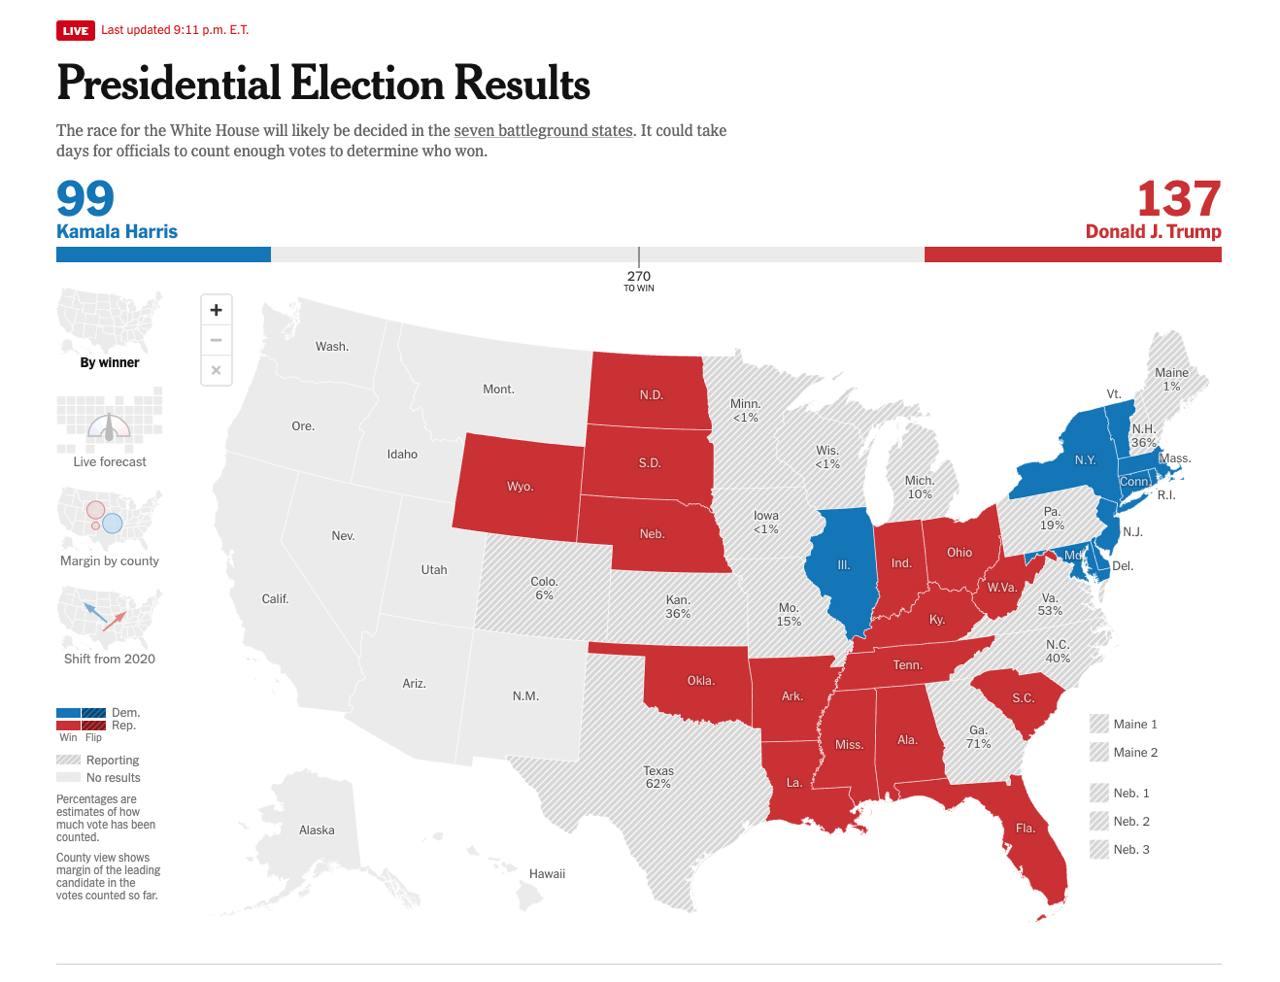 LIVE Last updated 9:11 p.m. E.T.
Presidential Election Results
The race for the White House will likely be decided in the seven battleground states. It could take
days for officials to count enough votes to determine who won.
99
Kamala Harris
137
Donald J. Trump
270
TO WIN
+
−
×
By winner
Live forecast
Margin by county
Shift from 2020
Dem.
Rep.
Win Flip
Reporting
No results
Percentages are
estimates of how
much vote has been
counted.
County view shows
margin of the leading
candidate in the
votes counted so far.
Wash.
Mont.
N.D.
Minn.
<1%
Maine
1%
Vt.
Ore.
Idaho
Wyo.
S.D.
Wis.
<1%
Mich.
10%
N.Y.
N.H.
36%
Mass.
Conn.
R.I.
Nev.
Utah
Neb.
Iowa
<1%
Pa.
19%
N.J.
Calif.
Colo.
6%
Kan.
36%
Mo.
15%
Ill.
Ind.
Ohio
W.Va.
Md.
Del.
Va.
53%
Ky.
N.C.
40%
Ariz.
N.M.
Okla.
Ark.
Tenn.
S.C.
Texas
62%
La.
Miss.
Ala.
Ga.
71%
Fla.
Alaska
Hawaii
Maine 1
Maine 2
Neb. 1
Neb. 2
Neb. 3